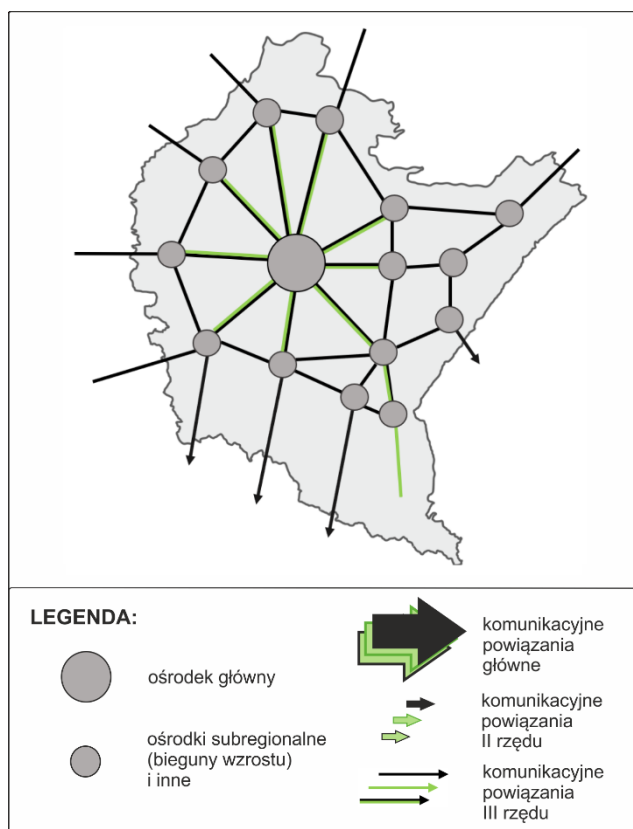 LEGENDA:
ośrodek główny
ośrodki subregionalne
(bieguny wzrostu)
i inne
komunikacyjne
powiązania
główne
komunikacyjne
powiązania
II rzędu
komunikacyjne
powiązania
III rzędu